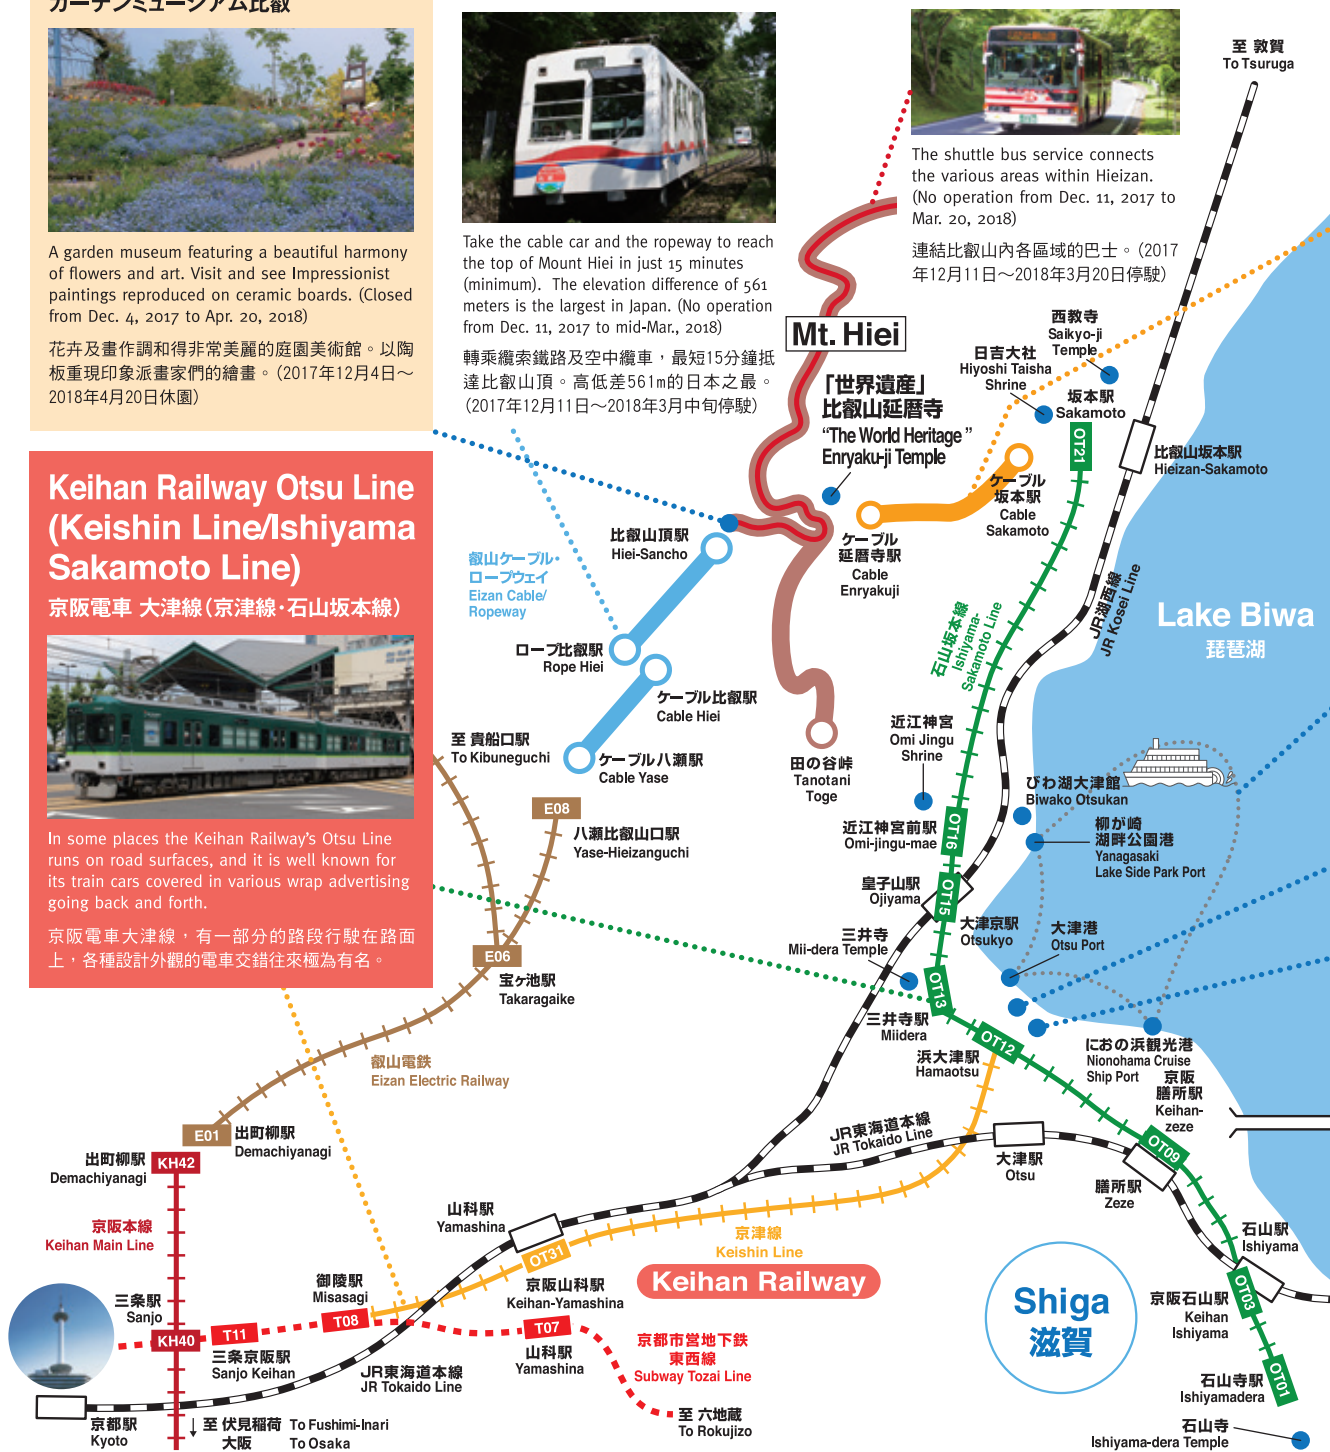 ガーデンミュージアム比叡
A garden museum featuring a beautiful harmony
of flowers and art. Visit and see Impressionist
paintings reproduced on ceramic boards. (Closed
from Dec. 4, 2017 to Apr. 20, 2018)
花卉及畫作調和得非常美麗的庭園美術館。以陶
板重現印象派畫家們的繪畫。(2017年12月4日～
2018年4月20日休園)
Take the cable car and the ropeway to reach
the top of Mount Hiei in just 15 minutes
(minimum). The elevation difference of 561
meters is the largest in Japan. (No operation
from Dec. 11, 2017 to mid-Mar., 2018)
轉乘纜索鐵路及空中纜車，最短15分鐘抵
達比叡山頂。高低差561m的日本之最。
(2017年12月11日～2018年3月中旬停駛)
The shuttle bus service connects
the various areas within Hieizan.
(No operation from Dec. 11, 2017 to
Mar. 20, 2018)
連結比叡山內各區域的巴士。(2017
年12月11日～2018年3月20日停駛)
至 敦賀
To Tsuruga
Mt. Hiei
「世界遺産」
比叡山延暦寺
“The World Heritage”
Enryaku-ji Temple
西教寺
Saikyo-ji
Temple
日吉大社
Hiyoshi Taisha
Shrine
坂本駅
Sakamoto
OT21
比叡山坂本駅
Hieizan-Sakamoto
ケーブル
坂本駅
Cable
Sakamoto
ケーブル
延暦寺駅
Cable
Enryakuji
Keihan Railway Otsu Line
(Keishin Line/Ishiyama
Sakamoto Line)
京阪電車 大津線(京津線・石山坂本線)
In some places the Keihan Railway’s Otsu Line
runs on road surfaces, and it is well known for
its train cars covered in various wrap advertising
going back and forth.
京阪電車大津線，有一部分的路段行駛在路面
上，各種設計外觀的電車交錯往來極為有名。
比叡山頂駅
Hiei-Sancho
叡山ケーブル・
ロープウェイ
Eizan Cable/
Ropeway
ロープ比叡駅
Rope Hiei
ケーブル比叡駅
Cable Hiei
ケーブル八瀬駅
Cable Yase
至 貴船口駅
To Kibuneguchi
E08
八瀬比叡山口駅
Yase-Hieizanguchi
E06
宝ヶ池駅
Takaragaike
叡山電鉄
Eizan Electric Railway
E01
出町柳駅
Demachiyanagi
田の谷峠
Tanotani
Toge
石山坂本線
Ishiyama-
Sakamoto Line
JR湖西線
JR Kosei Line
Lake Biwa
琵琶湖
近江神宮
Omi Jingu
Shrine
近江神宮前駅
Omi-jingu-mae
OT16
皇子山駅
Ojiyama
OT15
大津京駅
Otsukyo
びわ湖大津館
Biwako Otsukan
柳が崎
湖畔公園港
Yanagasaki
Lake Side Park Port
大津港
Otsu Port
三井寺
Mii-dera Temple
OT13
三井寺駅
Miidera
OT12
浜大津駅
Hamaotsu
におの浜観光港
Nionohama Cruise
Ship Port
京阪
膳所駅
Keihan-
zeze
OT09
JR東海道本線
JR Tokaido Line
大津駅
Otsu
膳所駅
Zeze
石山駅
Ishiyama
OT03
京阪石山駅
Keihan
Ishiyama
OT01
石山寺駅
Ishiyamadera
石山寺
Ishiyama-dera Temple
Shiga
滋賀
出町柳駅
Demachiyanagi
KH42
京阪本線
Keihan Main Line
三条駅
Sanjo
KH40
T11
三条京阪駅
Sanjo Keihan
御陵駅
Misasagi
T08
山科駅
Yamashina
OT31
京阪山科駅
Keihan-Yamashina
京津線
Keishin Line
Keihan Railway
T07
山科駅
Yamashina
京都市営地下鉄
東西線
Subway Tozai Line
JR東海道本線
JR Tokaido Line
至 六地蔵
To Rokujizo
京都駅
Kyoto
↓ 至 伏見稲荷 To Fushimi-Inari
大阪 To Osaka